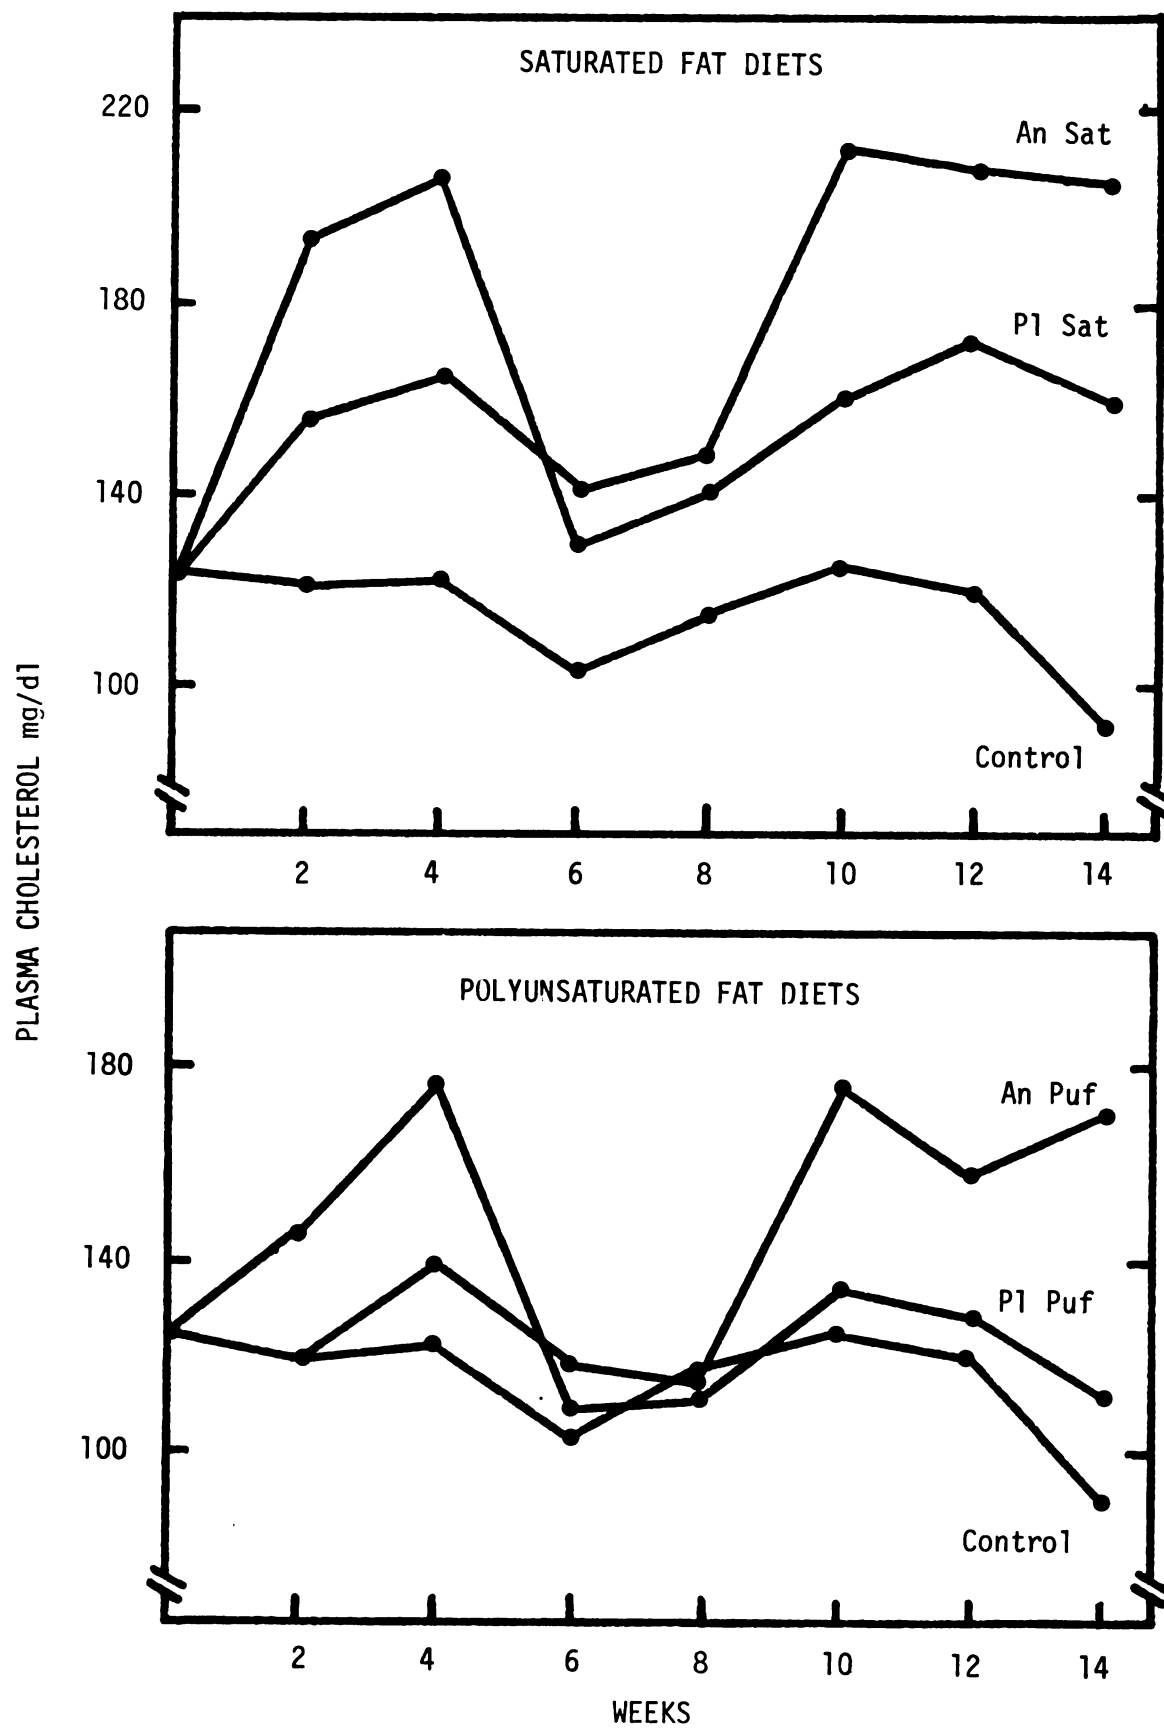 SATURATED FAT DIETS
220
An Sat
180
Pl Sat
140
100
Control
2 4 6 8 10 12 14
PLASMA CHOLESTEROL mg/dl
POLYUNSATURATED FAT DIETS
180
An Puf
140
Pl Puf
100
Control
2 4 6 8 10 12 14
WEEKS